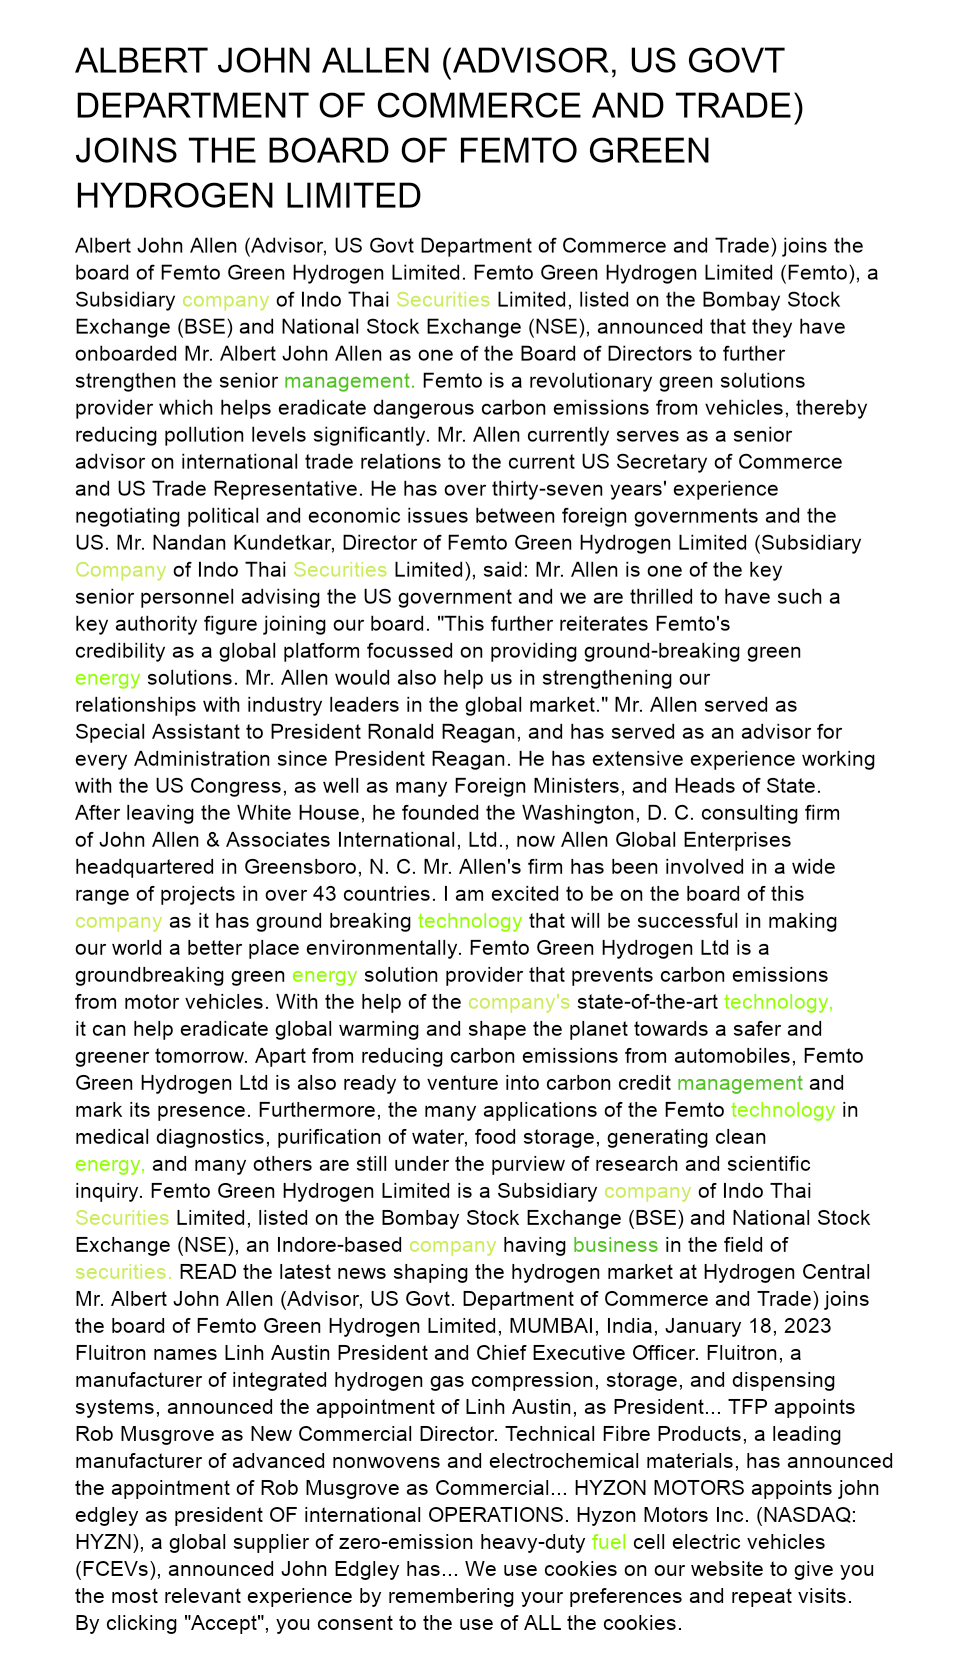 ALBERT JOHN ALLEN (ADVISOR, US GOVT
DEPARTMENT OF COMMERCE AND TRADE)
JOINS THE BOARD OF FEMTO GREEN
HYDROGEN LIMITED
Albert John Allen (Advisor, US Govt Department of Commerce and Trade) joins the
board of Femto Green Hydrogen Limited. Femto Green Hydrogen Limited (Femto), a
Subsidiary company of Indo Thai Securities Limited, listed on the Bombay Stock
Exchange (BSE) and National Stock Exchange (NSE), announced that they have
onboarded Mr. Albert John Allen as one of the Board of Directors to further
strengthen the senior management. Femto is a revolutionary green solutions
provider which helps eradicate dangerous carbon emissions from vehicles, thereby
reducing pollution levels significantly. Mr. Allen currently serves as a senior
advisor on international trade relations to the current US Secretary of Commerce
and US Trade Representative. He has over thirty-seven years' experience
negotiating political and economic issues between foreign governments and the
US. Mr. Nandan Kundetkar, Director of Femto Green Hydrogen Limited (Subsidiary
Company of Indo Thai Securities Limited), said: Mr. Allen is one of the key
senior personnel advising the US government and we are thrilled to have such a
key authority figure joining our board. "This further reiterates Femto's
credibility as a global platform focussed on providing ground-breaking green
energy solutions. Mr. Allen would also help us in strengthening our
relationships with industry leaders in the global market." Mr. Allen served as
Special Assistant to President Ronald Reagan, and has served as an advisor for
every Administration since President Reagan. He has extensive experience working
with the US Congress, as well as many Foreign Ministers, and Heads of State.
After leaving the White House, he founded the Washington, D. C. consulting firm
of John Allen & Associates International, Ltd., now Allen Global Enterprises
headquartered in Greensboro, N. C. Mr. Allen's firm has been involved in a wide
range of projects in over 43 countries. I am excited to be on the board of this
company as it has ground breaking technology that will be successful in making
our world a better place environmentally. Femto Green Hydrogen Ltd is a
groundbreaking green energy solution provider that prevents carbon emissions
from motor vehicles. With the help of the company's state-of-the-art technology,
it can help eradicate global warming and shape the planet towards a safer and
greener tomorrow. Apart from reducing carbon emissions from automobiles, Femto
Green Hydrogen Ltd is also ready to venture into carbon credit management and
mark its presence. Furthermore, the many applications of the Femto technology in
medical diagnostics, purification of water, food storage, generating clean
energy, and many others are still under the purview of research and scientific
inquiry. Femto Green Hydrogen Limited is a Subsidiary company of Indo Thai
Securities Limited, listed on the Bombay Stock Exchange (BSE) and National Stock
Exchange (NSE), an Indore-based company having business in the field of
securities. READ the latest news shaping the hydrogen market at Hydrogen Central
Mr. Albert John Allen (Advisor, US Govt. Department of Commerce and Trade) joins
the board of Femto Green Hydrogen Limited, MUMBAI, India, January 18, 2023
Fluitron names Linh Austin President and Chief Executive Officer. Fluitron, a
manufacturer of integrated hydrogen gas compression, storage, and dispensing
systems, announced the appointment of Linh Austin, as President... TFP appoints
Rob Musgrove as New Commercial Director. Technical Fibre Products, a leading
manufacturer of advanced nonwovens and electrochemical materials, has announced
the appointment of Rob Musgrove as Commercial... HYZON MOTORS appoints john
edgley as president OF international OPERATIONS. Hyzon Motors Inc. (NASDAQ:
HYZN), a global supplier of zero-emission heavy-duty fuel cell electric vehicles
(FCEVs), announced John Edgley has... We use cookies on our website to give you
the most relevant experience by remembering your preferences and repeat visits.
By clicking "Accept", you consent to the use of ALL the cookies.